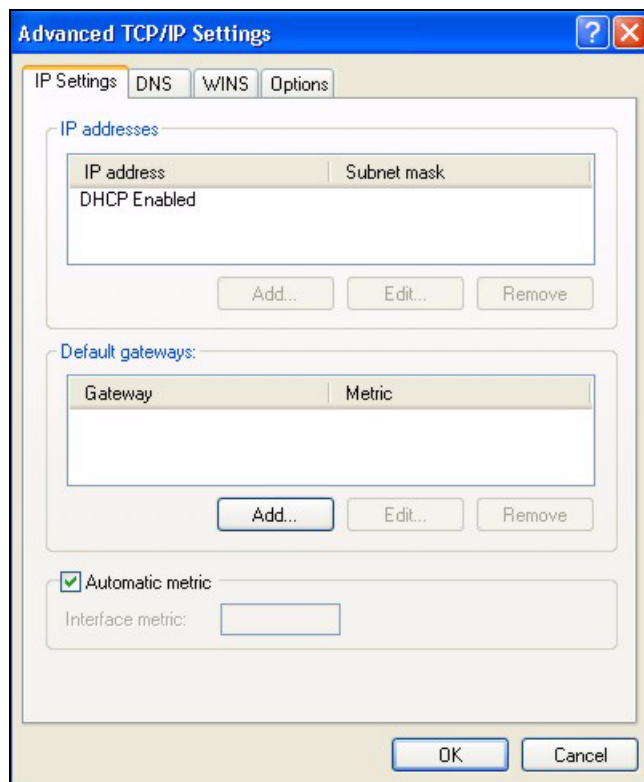 Advanced TCP/IP Settings
IP Settings DNS WINS Options
IP addresses
IP address Subnet mask
DHCP Enabled
Add... Edit... Remove
Default gateways:
Gateway Metric
Add... Edit... Remove
Automatic metric
Interface metric:
OK Cancel